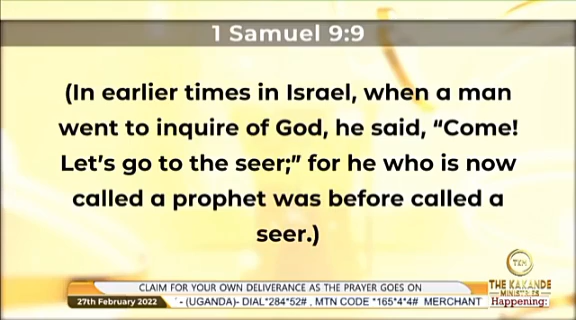 1 Samuel 9:9
(In earlier times in Israel, when a man
went to inquire of God, he said, “Come!
Let’s go to the seer;” for he who is now
called a prophet was before called a
seer.)
TKM
THE KAKANDE
MINISTRIES
CLAIM FOR YOUR OWN DELIVERANCE AS THE PRAYER GOES ON
27th February 2022 - (UGANDA)- DIAL*284*52# , MTN CODE *165*4*4# MERCHANT Happening: